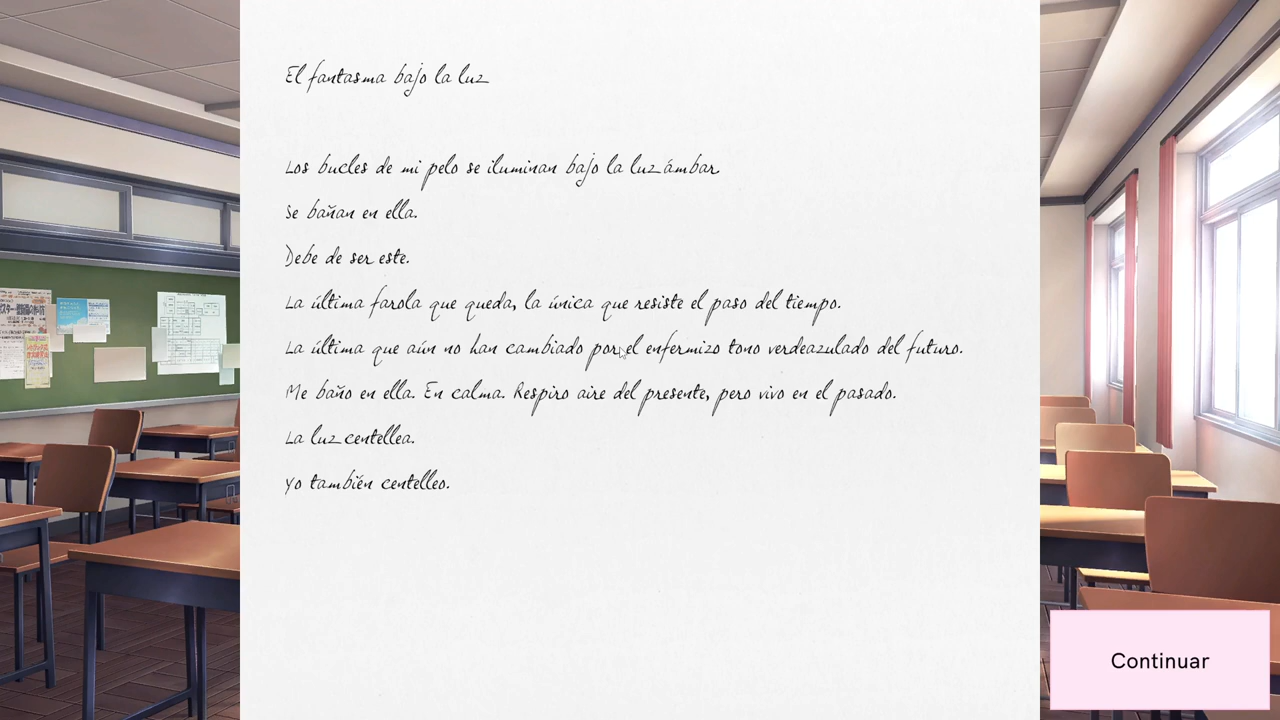 El fantasma bajo la luz
Los bucles de mi pelo se iluminan bajo la luz ámbar
Se bañan en ella.
Debe de ser este.
La última farola que queda, la única que resiste el paso del tiempo.
La última que aún no han cambiado por el enfermizo tono verdeazulado del futuro.
Me baño en ella. En calma. Respiro aire del presente, pero vivo en el pasado.
La luz centellea.
Yo también centelleo.
Continuar